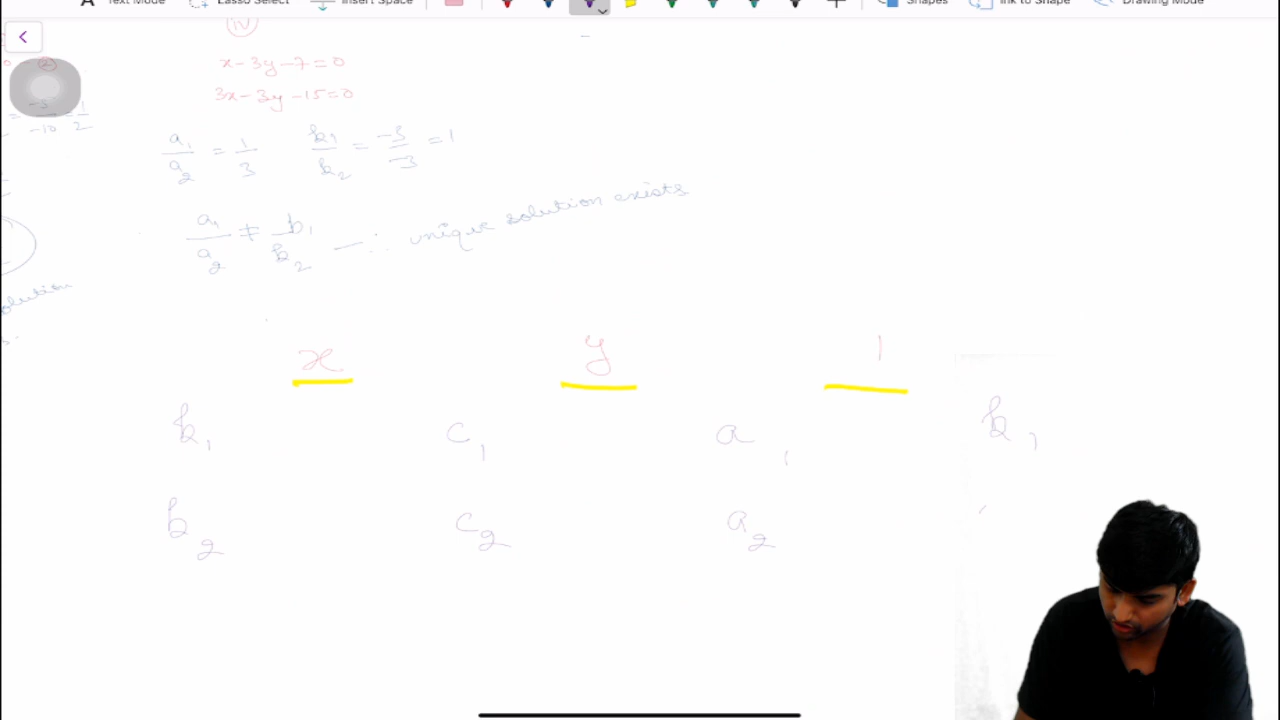 Text Mode Lasso Select Insert Space Shapes Ink to Shape Drawing Mode
(iv)
x-3y-7=0
3x-3y-15=0
a₁/a₂ = 1/3 b₁/b₂ = -3/-3 = 1
a₁/a₂ ≠ b₁/b₂ — ∴ unique solution exists
x y 1
b₁ c₁ a₁ b₁
b₂ c₂ a₂